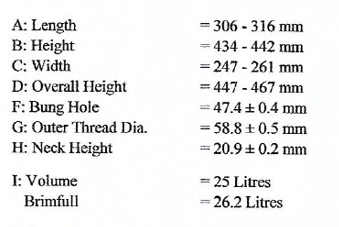 A: Length = 306 - 316 mm
B: Height = 434 - 442 mm
C: Width = 247 - 261 mm
D: Overall Height = 447 - 467 mm
F: Bung Hole = 47.4 ± 0.4 mm
G: Outer Thread Dia. = 58.8 ± 0.5 mm
H: Neck Height = 20.9 ± 0.2 mm
I: Volume = 25 Litres
Brimfull = 26.2 Litres